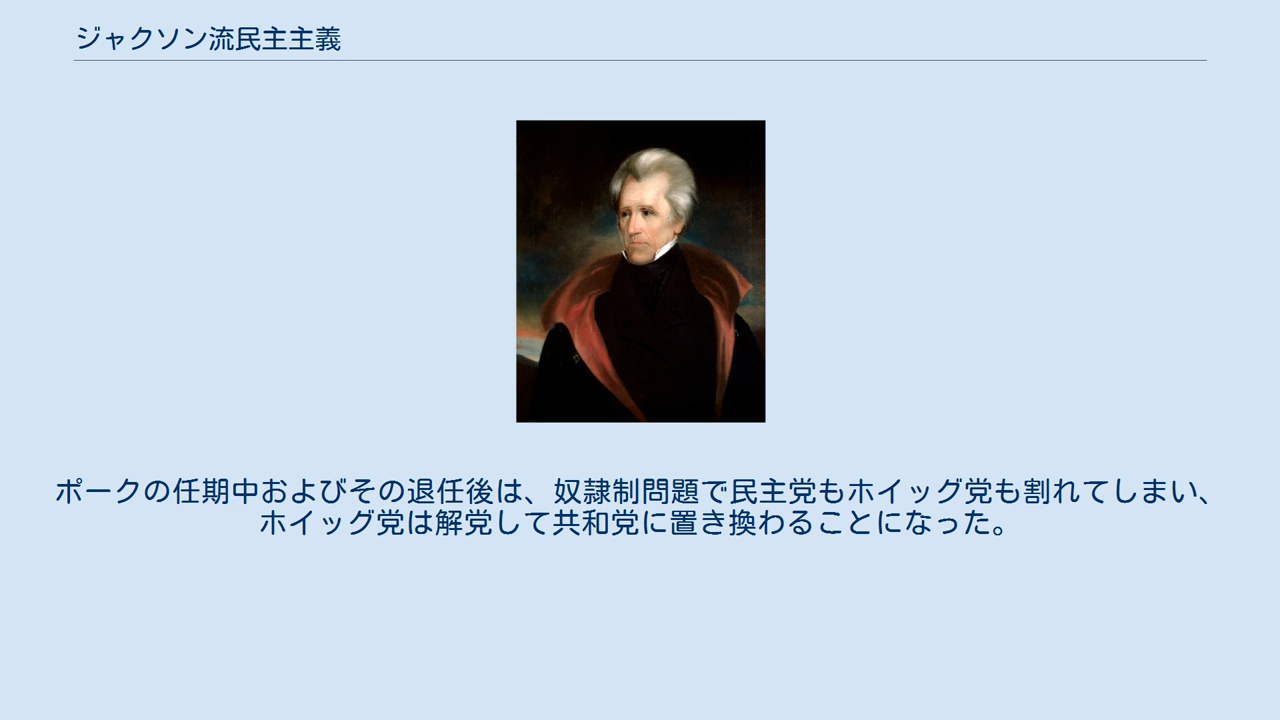 ジャクソン流民主主義
ポークの任期中およびその退任後は、奴隷制問題で民主党もホイッグ党も割れてしまい、
ホイッグ党は解党して共和党に置き換わることになった。